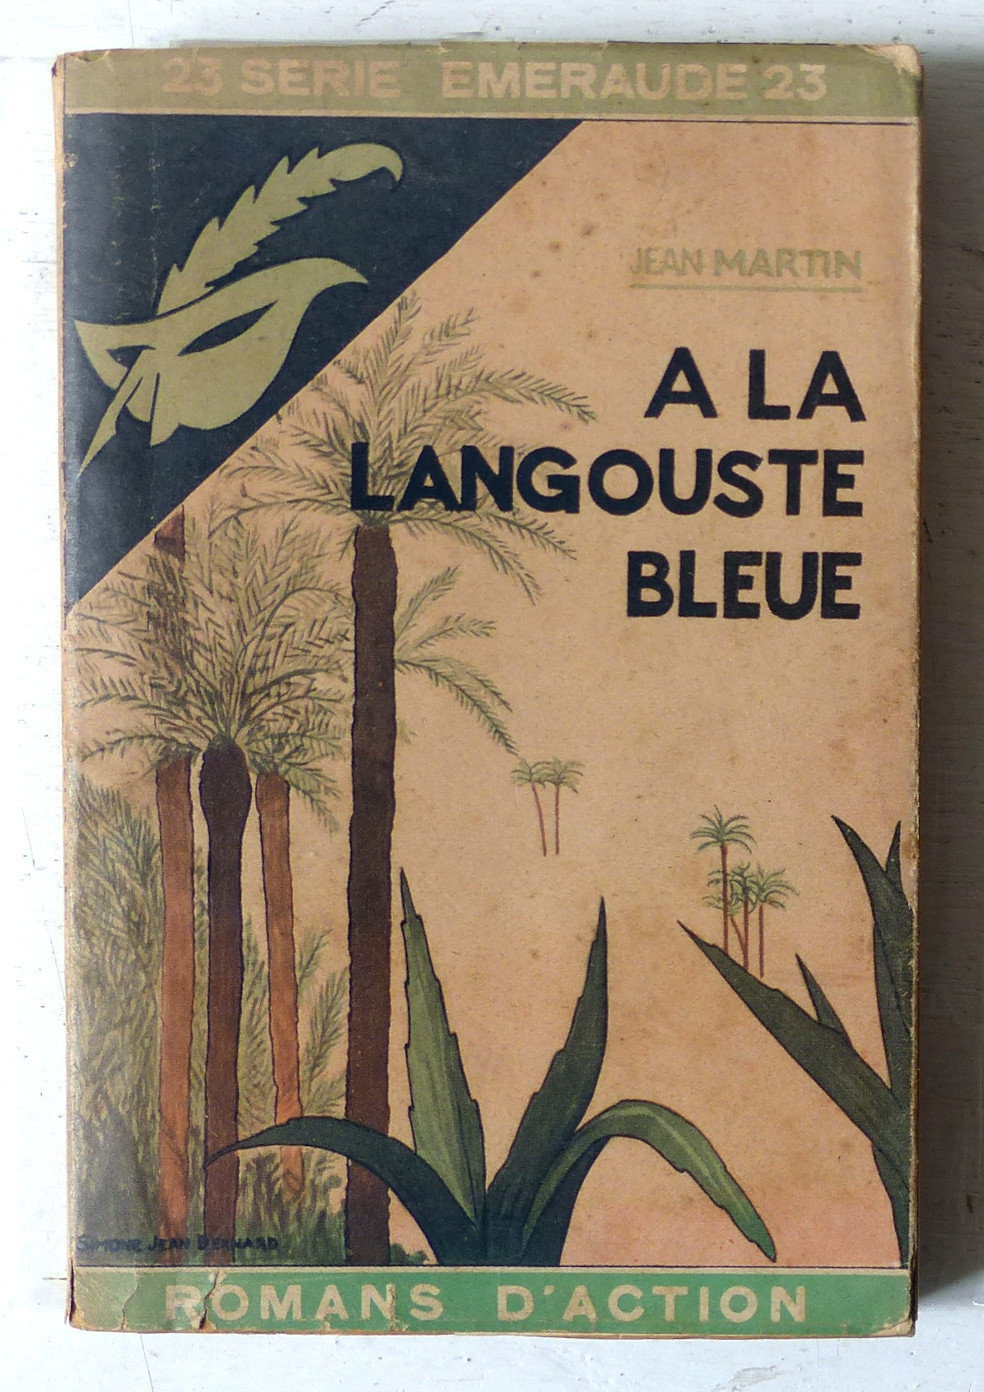 23 SERIE EMERAUDE 23
JEAN MARTIN
A LA
LANGOUSTE
BLEUE
SIMONE JEAN BERNARD
ROMANS D'ACTION